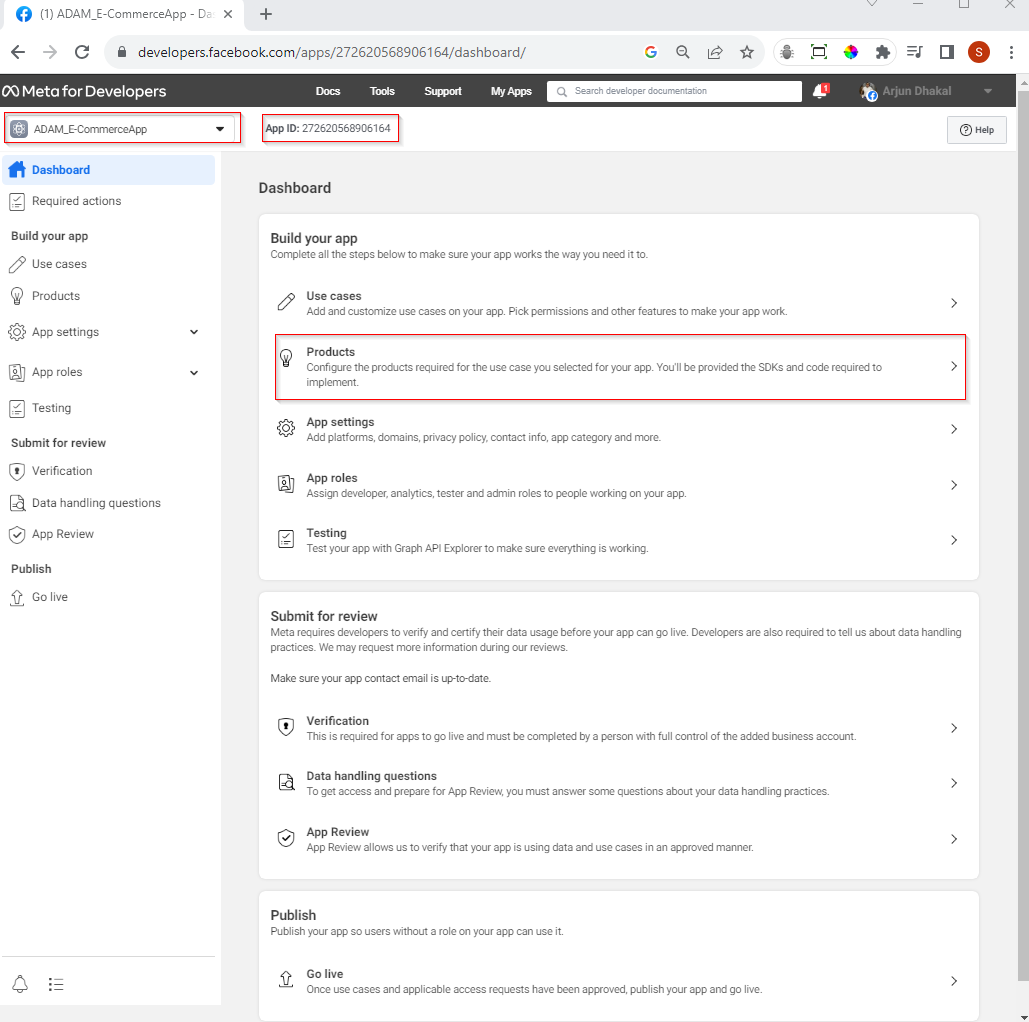 (1) ADAM_E-CommerceApp - Da
developers.facebook.com/apps/272620568906164/dashboard/
S
Meta for Developers
Docs
Tools
Support
My Apps
Search developer documentation
1
Arjun Dhakal
ADAM_E-CommerceApp
App ID: 272620568906164
Help
Dashboard
Required actions
Build your app
Use cases
Products
App settings
App roles
Testing
Submit for review
Verification
Data handling questions
App Review
Publish
Go live
Dashboard
Build your app
Complete all the steps below to make sure your app works the way you need it to.
Use cases
Add and customize use cases on your app. Pick permissions and other features to make your app work.
Products
Configure the products required for the use case you selected for your app. You'll be provided the SDKs and code required to
implement.
App settings
Add platforms, domains, privacy policy, contact info, app category and more.
App roles
Assign developer, analytics, tester and admin roles to people working on your app.
Testing
Test your app with Graph API Explorer to make sure everything is working.
Submit for review
Meta requires developers to verify and certify their data usage before your app can go live. Developers are also required to tell us about data handling
practices. We may request more information during our reviews.
Make sure your app contact email is up-to-date.
Verification
This is required for apps to go live and must be completed by a person with full control of the added business account.
Data handling questions
To get access and prepare for App Review, you must answer some questions about your data handling practices.
App Review
App Review allows us to verify that your app is using data and use cases in an approved manner.
Publish
Publish your app so users without a role on your app can use it.
Go live
Once use cases and applicable access requests have been approved, publish your app and go live.